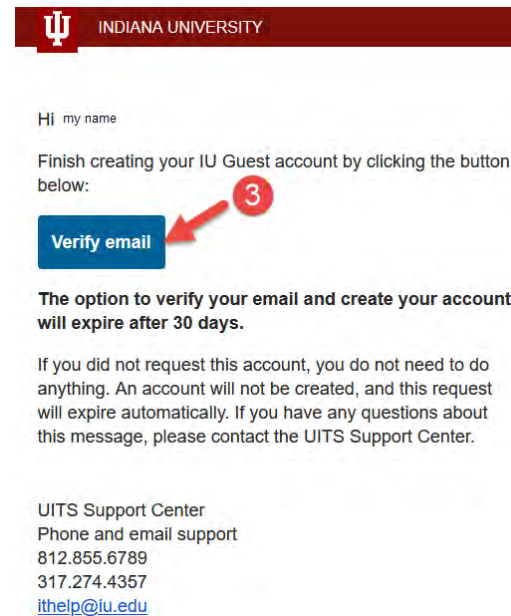 INDIANA UNIVERSITY
Hi my name
Finish creating your IU Guest account by clicking the button
below:
3
Verify email
The option to verify your email and create your account
will expire after 30 days.
If you did not request this account, you do not need to do
anything. An account will not be created, and this request
will expire automatically. If you have any questions about
this message, please contact the UITS Support Center.
UITS Support Center
Phone and email support
812.855.6789
317.274.4357
ithelp@iu.edu